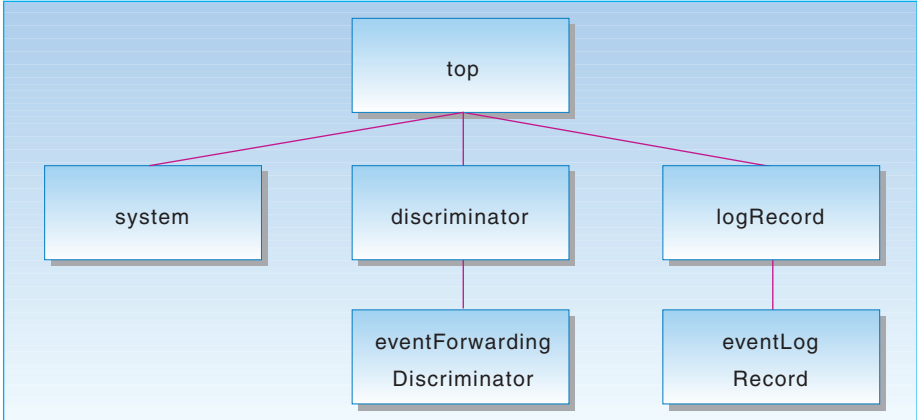 top
system
discriminator
logRecord
eventForwarding
Discriminator
eventLog
Record